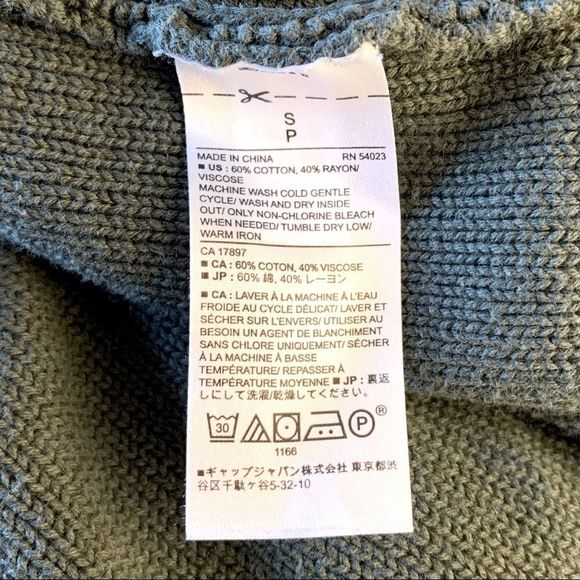 S
P
MADE IN CHINA RN 54023
■ US : 60% COTTON, 40% RAYON/
VISCOSE
MACHINE WASH COLD GENTLE
CYCLE/ WASH AND DRY INSIDE
OUT/ ONLY NON-CHLORINE BLEACH
WHEN NEEDED/ TUMBLE DRY LOW/
WARM IRON
CA 17897
■ CA : 60% COTON, 40% VISCOSE
■ JP : 60% 綿, 40% レーヨン
■ CA : LAVER À LA MACHINE À L'EAU
FROIDE AU CYCLE DÉLICAT/ LAVER ET
SÉCHER SUR L'ENVERS/ UTILISER AU
BESOIN UN AGENT DE BLANCHIMENT
SANS CHLORE UNIQUEMENT/ SÉCHER
À LA MACHINE À BASSE
TEMPÉRATURE/ REPASSER À
TEMPÉRATURE MOYENNE ■ JP : 裏返
しにして洗濯/乾燥してください。
30 P ®
1166
■ギャップジャパン株式会社 東京都渋
谷区千駄ヶ谷5-32-10